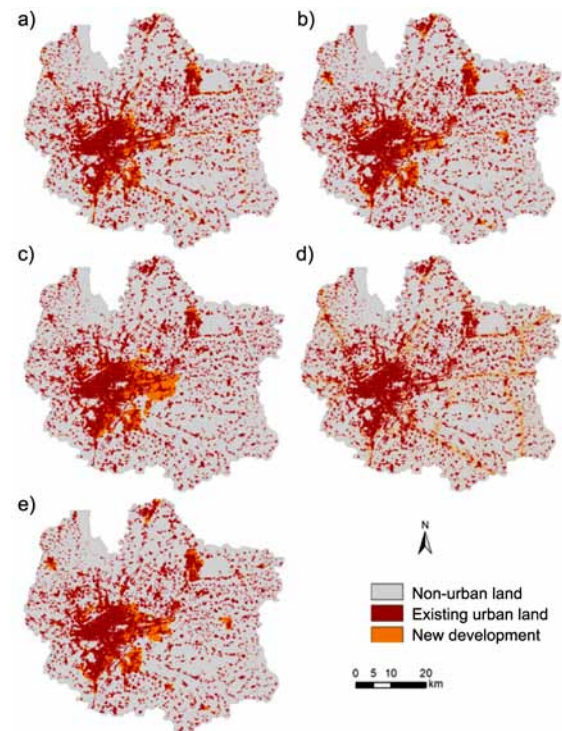 a)
b)
c)
d)
e)
N
Non-urban land
Existing urban land
New development
0 5 10 20
km